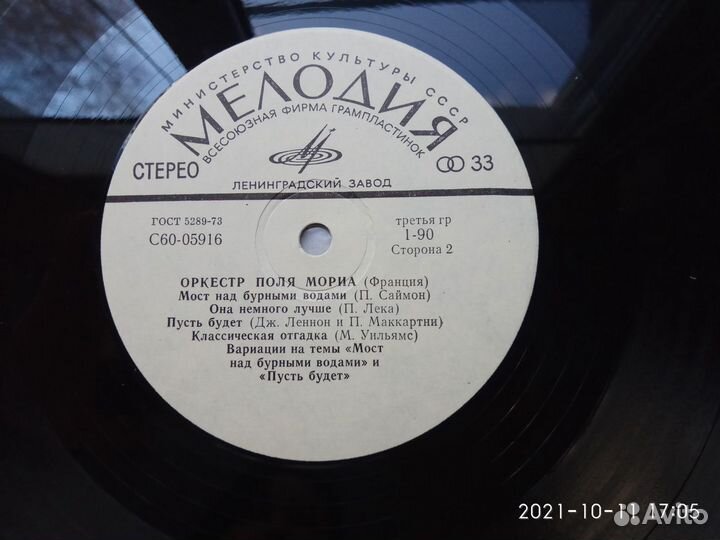 МИНИСТЕРСТВО КУЛЬТУРЫ СССР
МЕЛОДИЯ
ВСЕСОЮЗНАЯ ФИРМА ГРАМПЛАСТИНОК
СТЕРЕО
33
ЛЕНИНГРАДСКИЙ ЗАВОД
ГОСТ 5289-73
третья гр
С60-05916
1-90
Сторона 2
ОРКЕСТР ПОЛЯ МОРИА (Франция)
Мост над бурными водами (П. Саймон)
Она немного лучше (П. Лека)
Пусть будет (Дж. Леннон и П. Маккартни)
Классическая отгадка (М. Уильямс)
Вариации на темы «Мост
над бурными водами» и
«Пусть будет»
2021-10-11 17:05
Avito